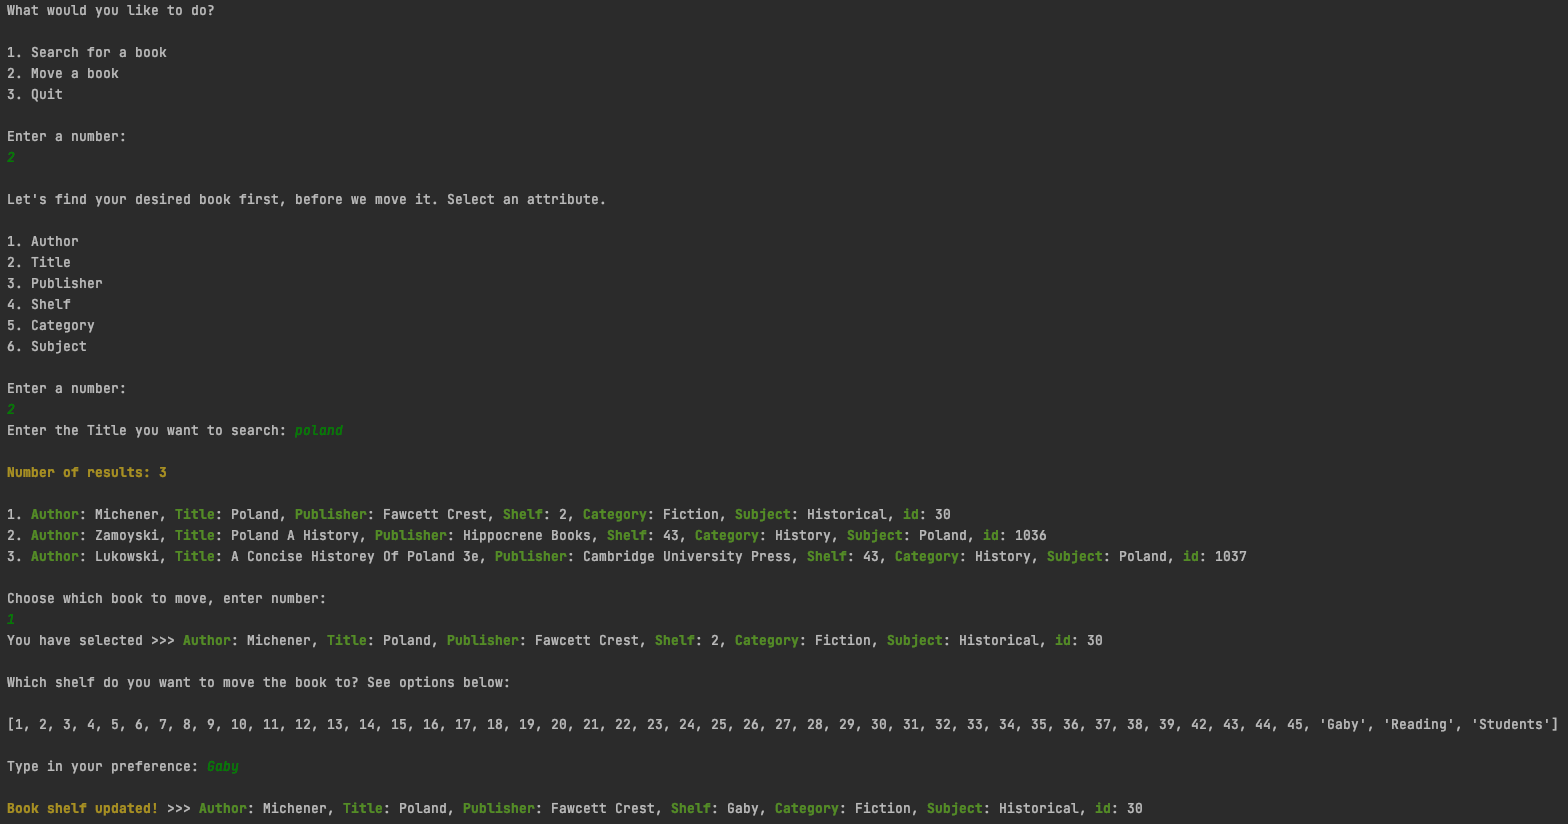 What would you like to do?
1. Search for a book
2. Move a book
3. Quit
Enter a number:
2
Let's find your desired book first, before we move it. Select an attribute.
1. Author
2. Title
3. Publisher
4. Shelf
5. Category
6. Subject
Enter a number:
2
Enter the Title you want to search: poland
Number of results: 3
1. Author: Michener, Title: Poland, Publisher: Fawcett Crest, Shelf: 2, Category: Fiction, Subject: Historical, id: 30
2. Author: Zamoyski, Title: Poland A History, Publisher: Hippocrene Books, Shelf: 43, Category: History, Subject: Poland, id: 1036
3. Author: Lukowski, Title: A Concise Historey Of Poland 3e, Publisher: Cambridge University Press, Shelf: 43, Category: History, Subject: Poland, id: 1037
Choose which book to move, enter number:
1
You have selected >>> Author: Michener, Title: Poland, Publisher: Fawcett Crest, Shelf: 2, Category: Fiction, Subject: Historical, id: 30
Which shelf do you want to move the book to? See options below:
[1, 2, 3, 4, 5, 6, 7, 8, 9, 10, 11, 12, 13, 14, 15, 16, 17, 18, 19, 20, 21, 22, 23, 24, 25, 26, 27, 28, 29, 30, 31, 32, 33, 34, 35, 36, 37, 38, 39, 42, 43, 44, 45, 'Gaby', 'Reading', 'Students']
Type in your preference: Gaby
Book shelf updated! >>> Author: Michener, Title: Poland, Publisher: Fawcett Crest, Shelf: Gaby, Category: Fiction, Subject: Historical, id: 30